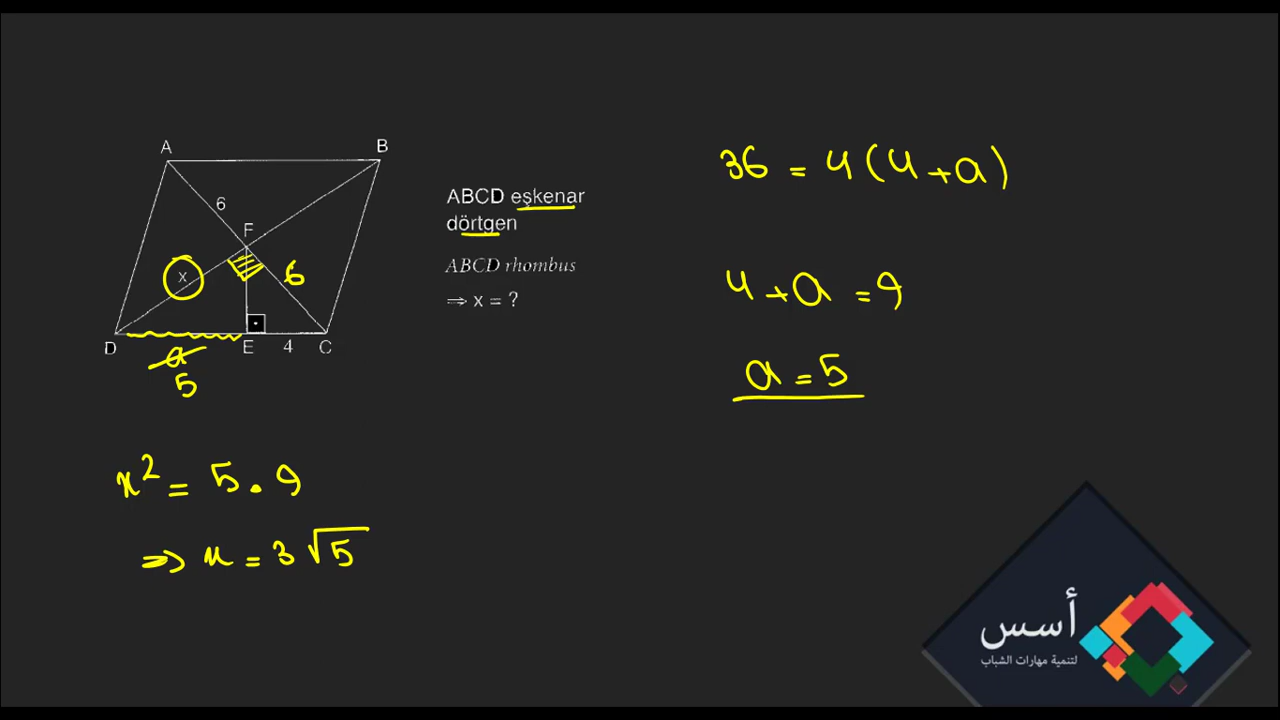 A
B
6
F
x
6
D
E
4
C
a
5
ABCD eşkenar
dörtgen
ABCD rhombus
⇒ x = ?
36 = 4(4+a)
4+a = 9
a = 5
x² = 5.9
⇒ x = 3√5
أسس
لتنمية مهارات الشباب